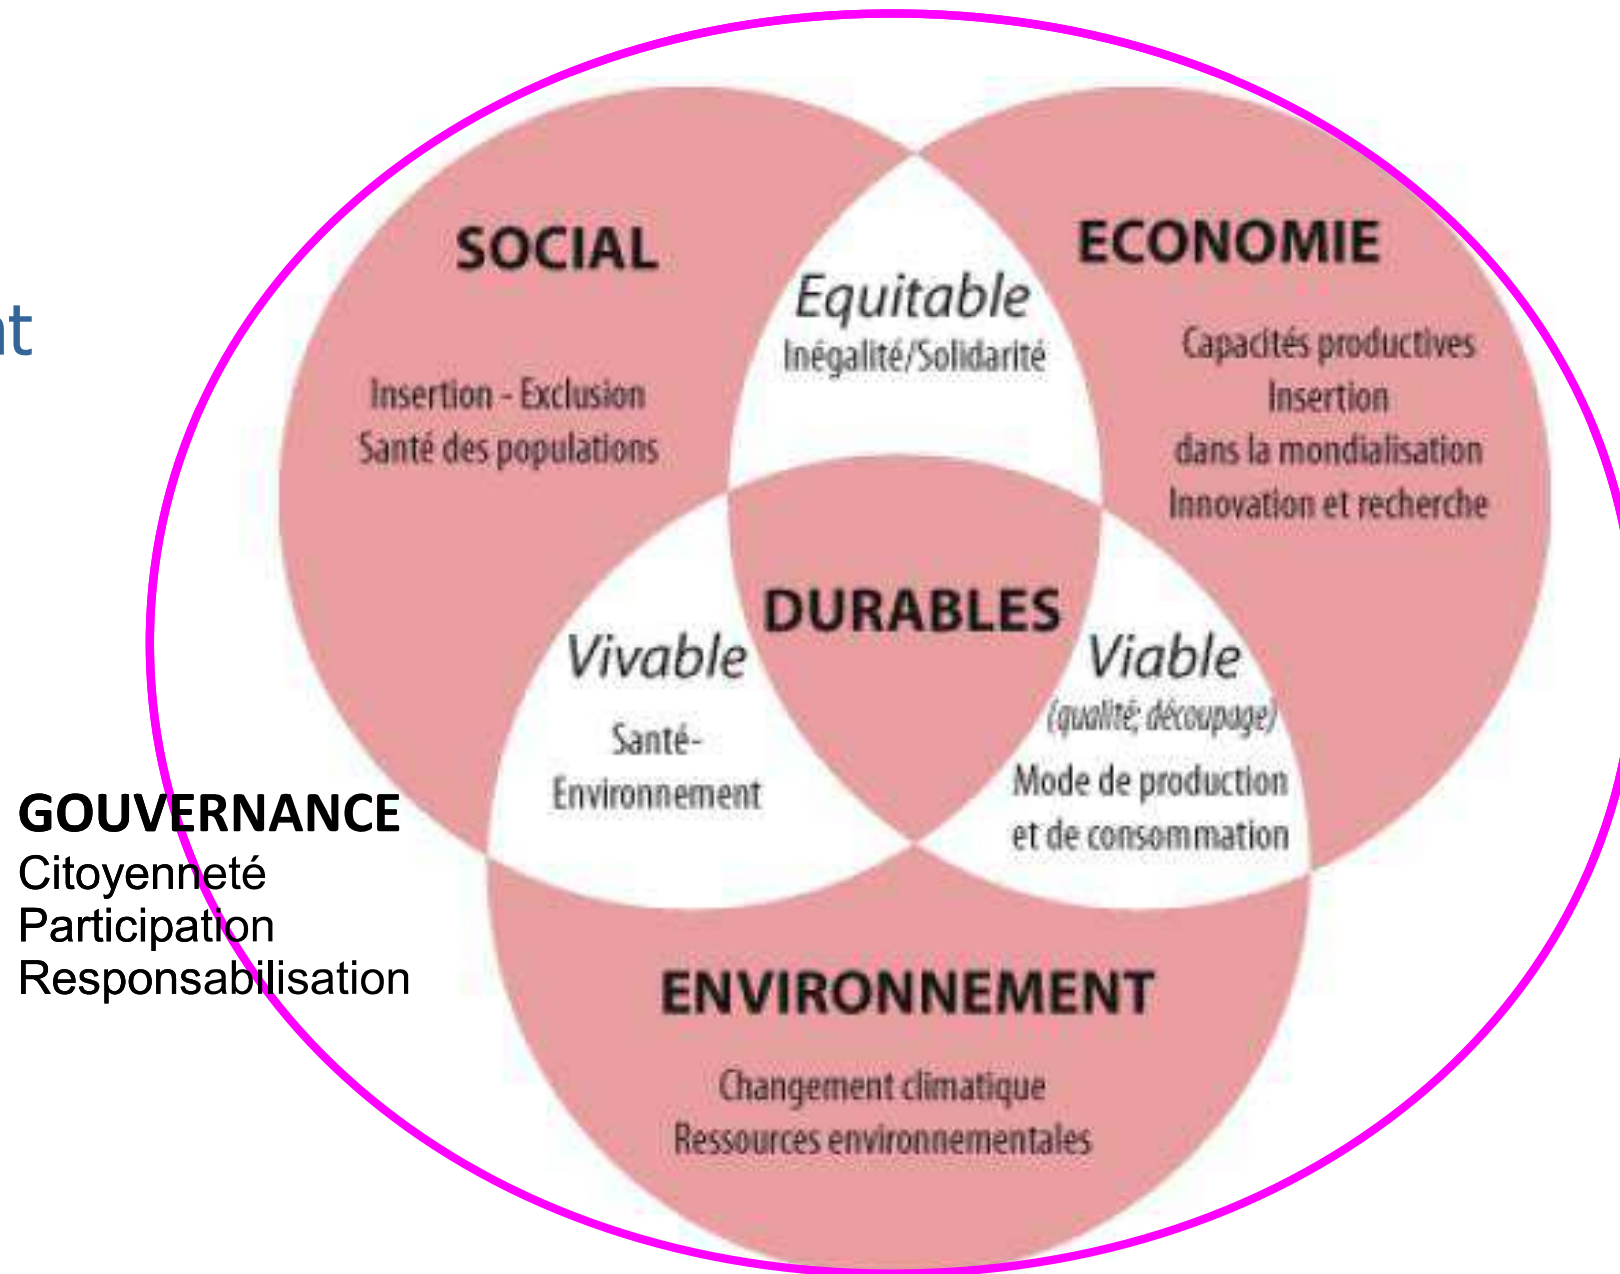 nt
SOCIAL
Insertion - Exclusion
Santé des populations
Equitable
Inégalité/Solidarité
ECONOMIE
Capacités productives
Insertion
dans la mondialisation
Innovation et recherche
DURABLES
Vivable
Santé-
Environnement
Viable
(qualité; découpage)
Mode de production
et de consommation
GOUVERNANCE
Citoyenneté
Participation
Responsabilisation
ENVIRONNEMENT
Changement climatique
Ressources environnementales